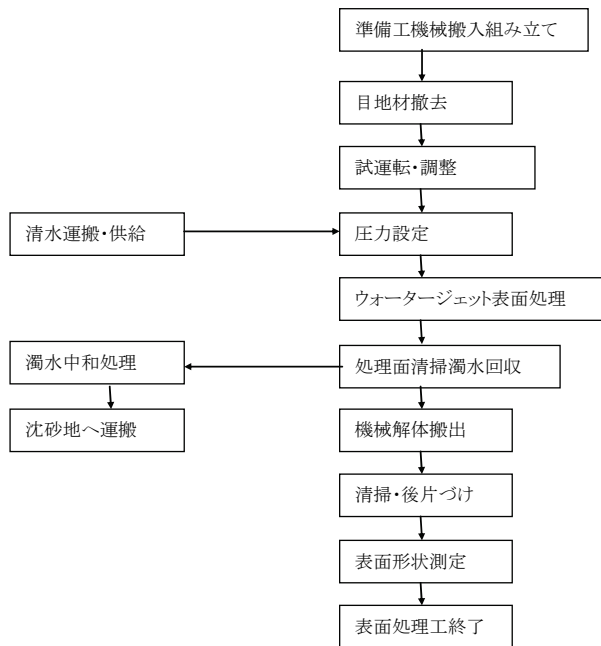 準備工機械搬入組み立て
目地材撤去
試運転・調整
清水運搬・供給
圧力設定
ウォータージェット表面処理
濁水中和処理
処理面清掃濁水回収
沈砂地へ運搬
機械解体搬出
清掃・後片づけ
表面形状測定
表面処理工終了